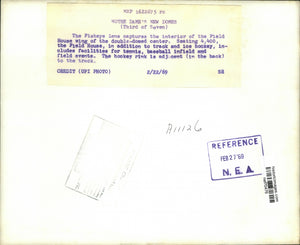 NOTRE DAME'S NEW DOMES
(Third of Seven)
The Fisheye Lens captures the interior of the Field
House wing of the double-domed center. Seating 4,400,
the Field House, in addition to track and ice hockey, in-
cludes facilities for tennis, baseball infield and
field events. The hockey rink is adjacent (in the back)
to the track.
CREDIT (UPI PHOTO) 2/22/69 SE
A11126
REFERENCE
FEB 27 '69
N.E.A.